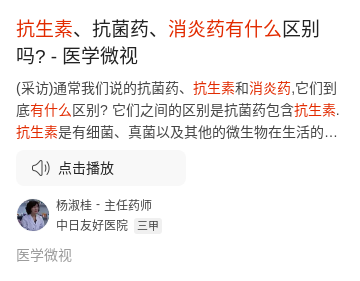 抗生素、抗菌药、消炎药有什么区别
吗? - 医学微视
(采访)通常我们说的抗菌药、抗生素和消炎药,它们到
底有什么区别? 它们之间的区别是抗菌药包含抗生素.
抗生素是有细菌、真菌以及其他的微生物在生活的...
点击播放
杨淑桂 - 主任药师
中日友好医院 三甲
医学微视